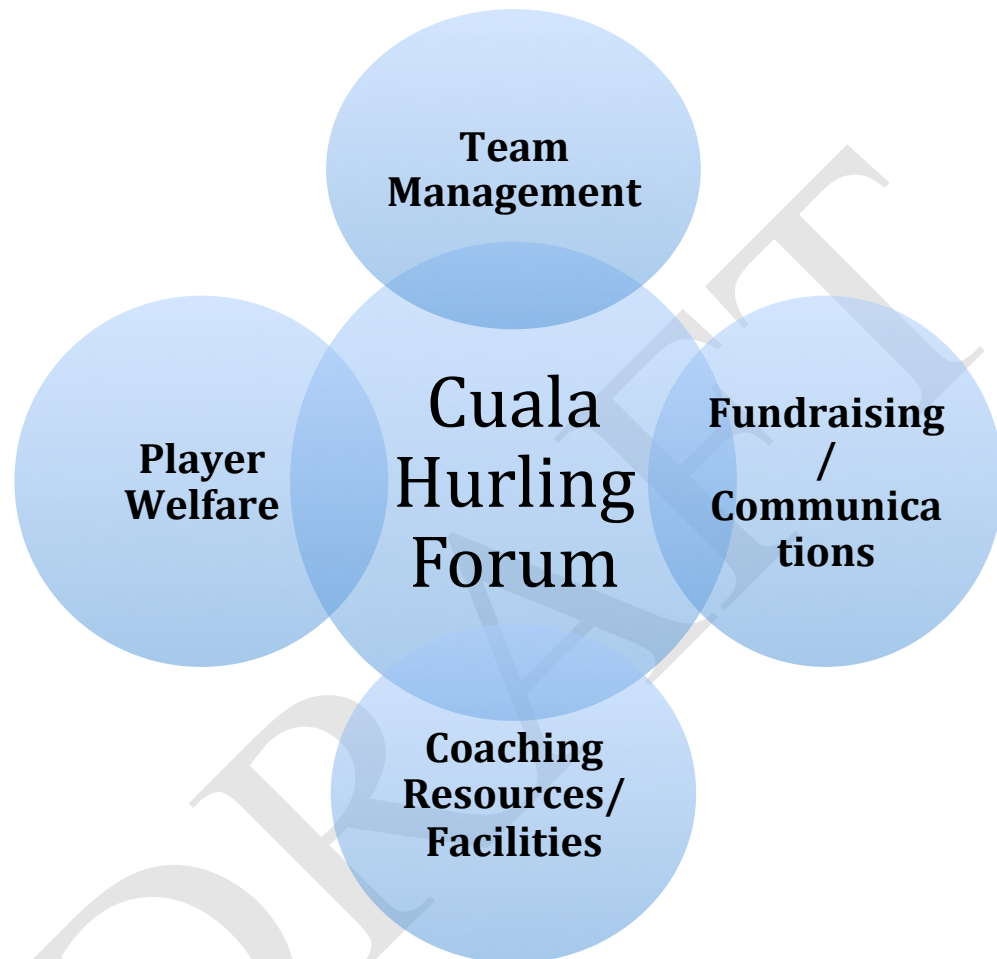 Team
Management
Player
Welfare
Cuala
Hurling
Forum
Fundraising
/
Communica
tions
Coaching
Resources/
Facilities
DRAFT